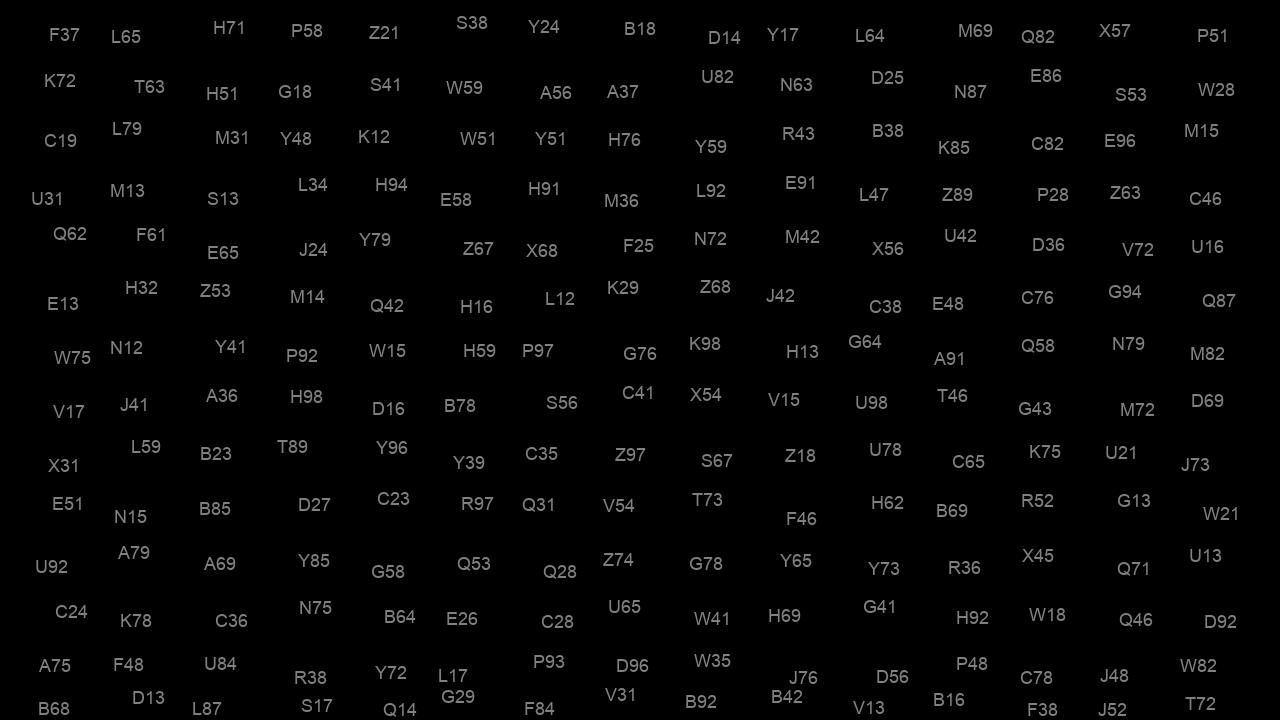 F37 L65 H71 P58 Z21 S38 Y24 B18 D14 Y17 L64 M69 Q82 X57 P51
K72 T63 H51 G18 S41 W59 A56 A37 U82 N63 D25 N87 E86 S53 W28
C19 L79 M31 Y48 K12 W51 Y51 H76 Y59 R43 B38 K85 C82 E96 M15
U31 M13 S13 L34 H94 E58 H91 M36 L92 E91 L47 Z89 P28 Z63 C46
Q62 F61 E65 J24 Y79 Z67 X68 F25 N72 M42 X56 U42 D36 V72 U16
E13 H32 Z53 M14 Q42 H16 L12 K29 Z68 J42 C38 E48 C76 G94 Q87
W75 N12 Y41 P92 W15 H59 P97 G76 K98 H13 G64 A91 Q58 N79 M82
V17 J41 A36 H98 D16 B78 S56 C41 X54 V15 U98 T46 G43 M72 D69
X31 L59 B23 T89 Y96 Y39 C35 Z97 S67 Z18 U78 C65 K75 U21 J73
E51 N15 B85 D27 C23 R97 Q31 V54 T73 F46 H62 B69 R52 G13 W21
U92 A79 A69 Y85 G58 Q53 Q28 Z74 G78 Y65 Y73 R36 X45 Q71 U13
C24 K78 C36 N75 B64 E26 C28 U65 W41 H69 G41 H92 W18 Q46 D92
A75 F48 U84 R38 Y72 L17 P93 D96 W35 J76 D56 P48 C78 J48 W82
B68 D13 L87 S17 Q14 G29 F84 V31 B92 B42 V13 B16 F38 J52 T72